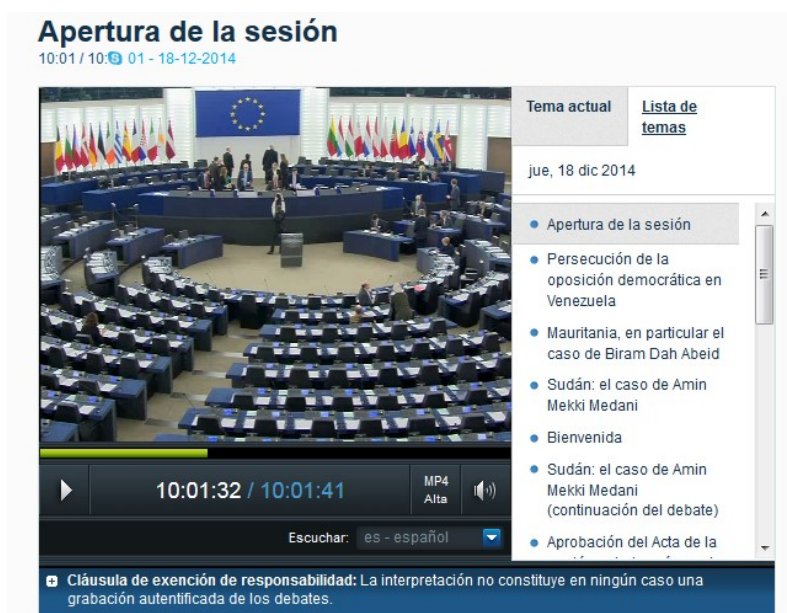 Apertura de la sesión
10:01 / 10: 01 - 18-12-2014
Tema actual
Lista de
temas
jue, 18 dic 2014
Apertura de la sesión
Persecución de la
oposición democrática en
Venezuela
Mauritania, en particular el
caso de Biram Dah Abeid
Sudán: el caso de Amin
Mekki Medani
Bienvenida
Sudán: el caso de Amin
Mekki Medani
(continuación del debate)
Aprobación del Acta de la
10:01:32 / 10:01:41
MP4
Alta
Escuchar: es - español
Cláusula de exención de responsabilidad: La interpretación no constituye en ningún caso una
grabación autentificada de los debates.